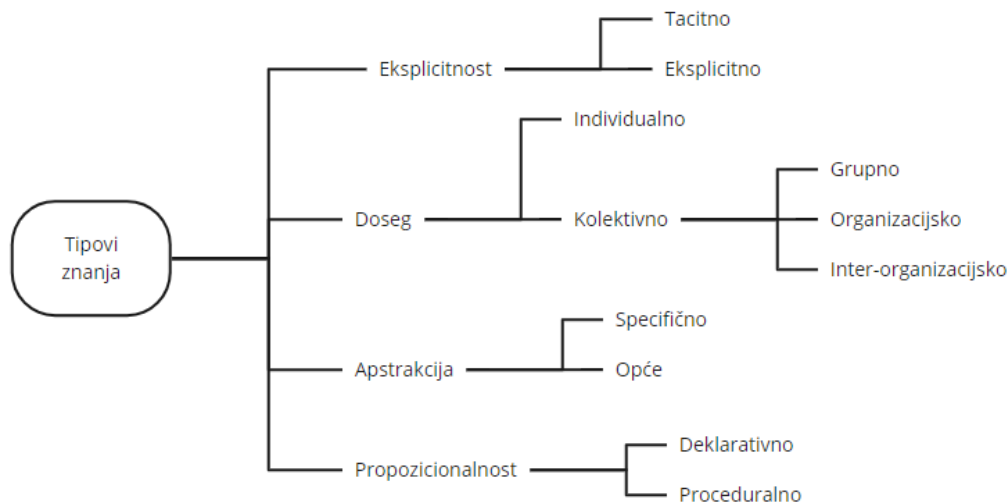 Tipovi
znanja
Eksplicitnost
Tacitno
Eksplicitno
Doseg
Individualno
Kolektivno
Grupno
Organizacijsko
Inter-organizacijsko
Apstrakcija
Specifično
Opće
Propozicionalnost
Deklarativno
Proceduralno